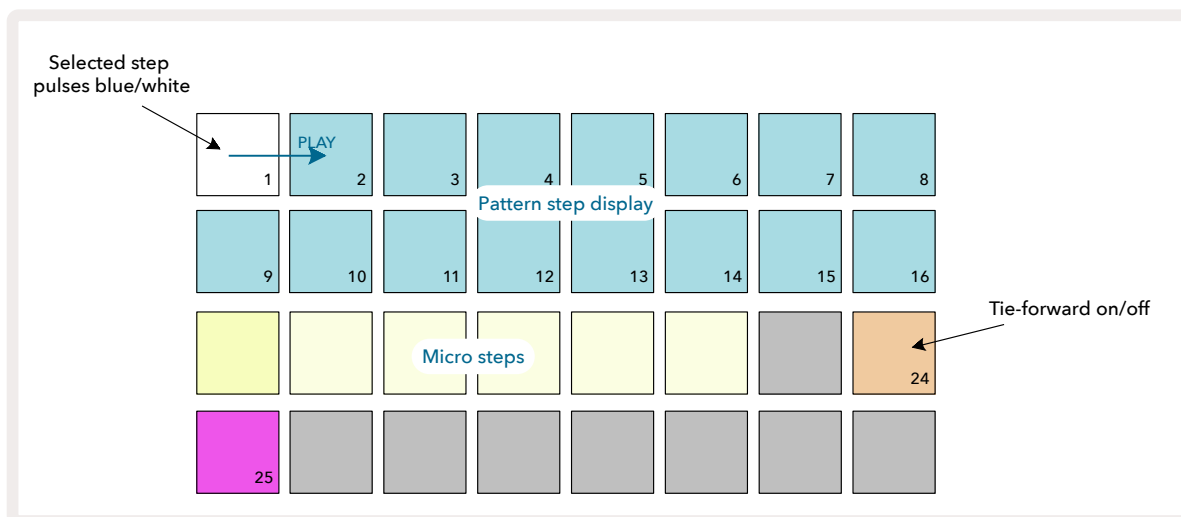 Selected step
pulses blue/white
PLAY
1 2 3 4 5 6 7 8
Pattern step display
9 10 11 12 13 14 15 16
Tie-forward on/off
Micro steps
24
25